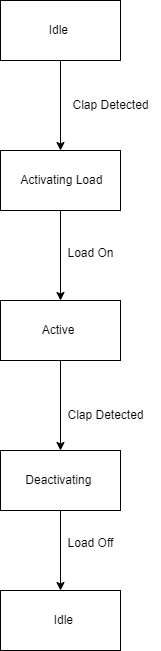 Idle
Clap Detected
Activating Load
Load On
Active
Clap Detected
Deactivating
Load Off
Idle